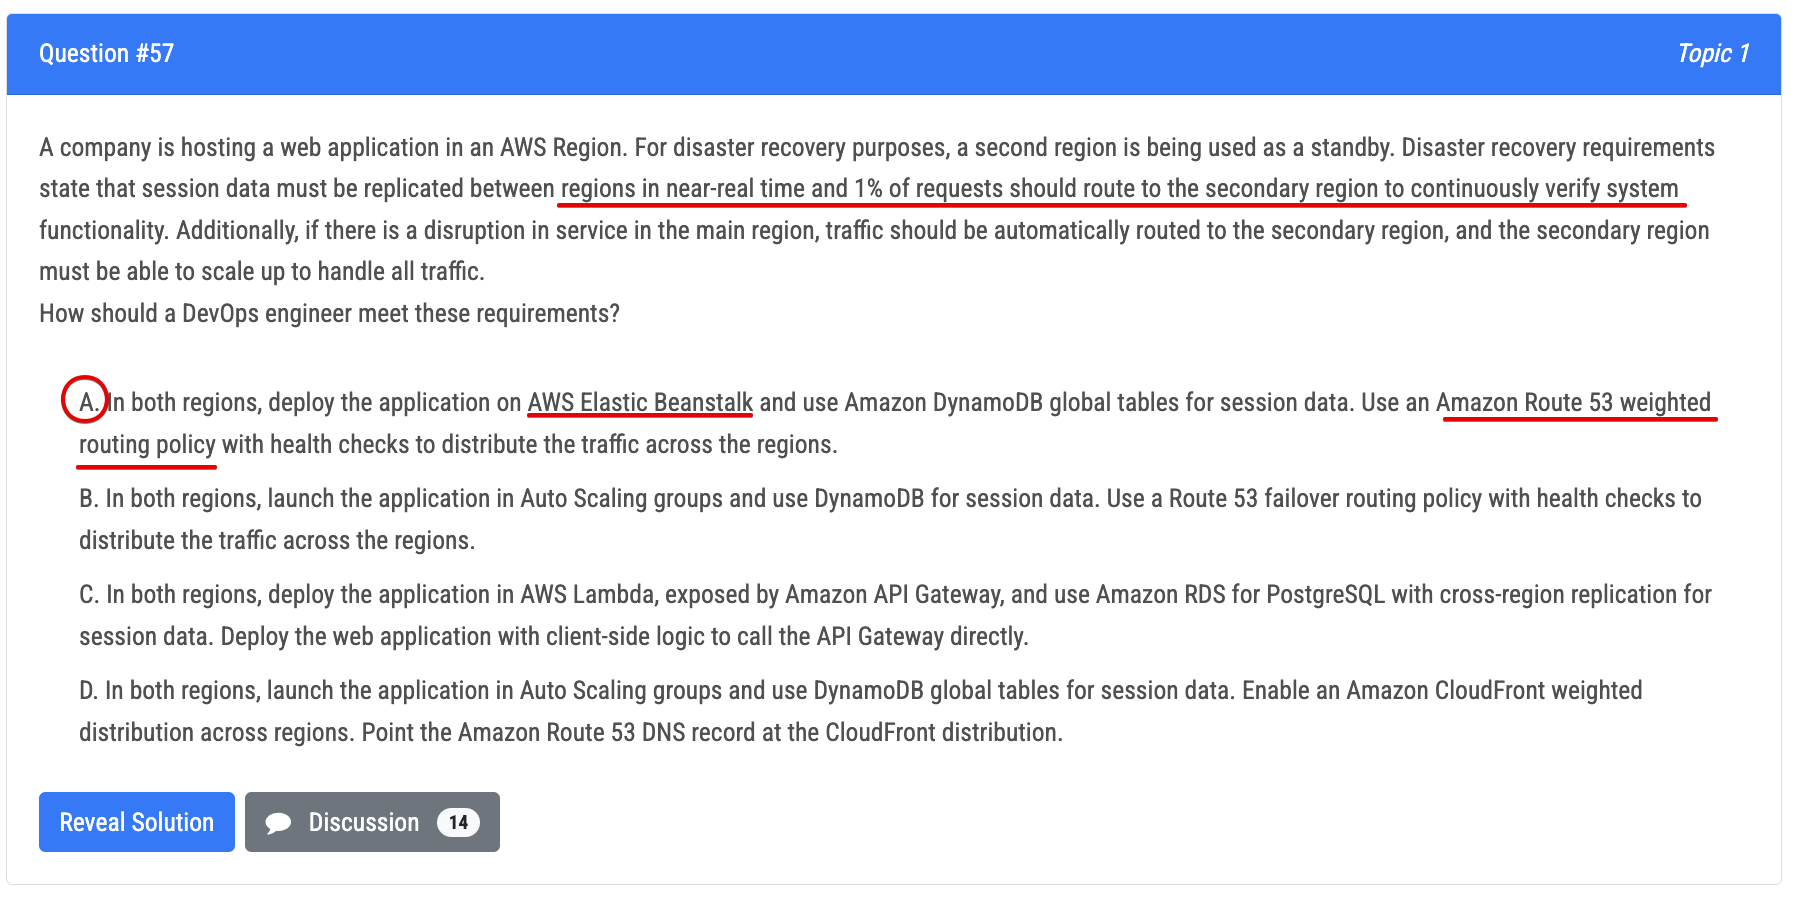 Question #57
Topic 1
A company is hosting a web application in an AWS Region. For disaster recovery purposes, a second region is being used as a standby. Disaster recovery requirements
state that session data must be replicated between regions in near-real time and 1% of requests should route to the secondary region to continuously verify system
functionality. Additionally, if there is a disruption in service in the main region, traffic should be automatically routed to the secondary region, and the secondary region
must be able to scale up to handle all traffic.
How should a DevOps engineer meet these requirements?
A. In both regions, deploy the application on AWS Elastic Beanstalk and use Amazon DynamoDB global tables for session data. Use an Amazon Route 53 weighted
routing policy with health checks to distribute the traffic across the regions.
B. In both regions, launch the application in Auto Scaling groups and use DynamoDB for session data. Use a Route 53 failover routing policy with health checks to
distribute the traffic across the regions.
C. In both regions, deploy the application in AWS Lambda, exposed by Amazon API Gateway, and use Amazon RDS for PostgreSQL with cross-region replication for
session data. Deploy the web application with client-side logic to call the API Gateway directly.
D. In both regions, launch the application in Auto Scaling groups and use DynamoDB global tables for session data. Enable an Amazon CloudFront weighted
distribution across regions. Point the Amazon Route 53 DNS record at the CloudFront distribution.
Reveal Solution
Discussion 14